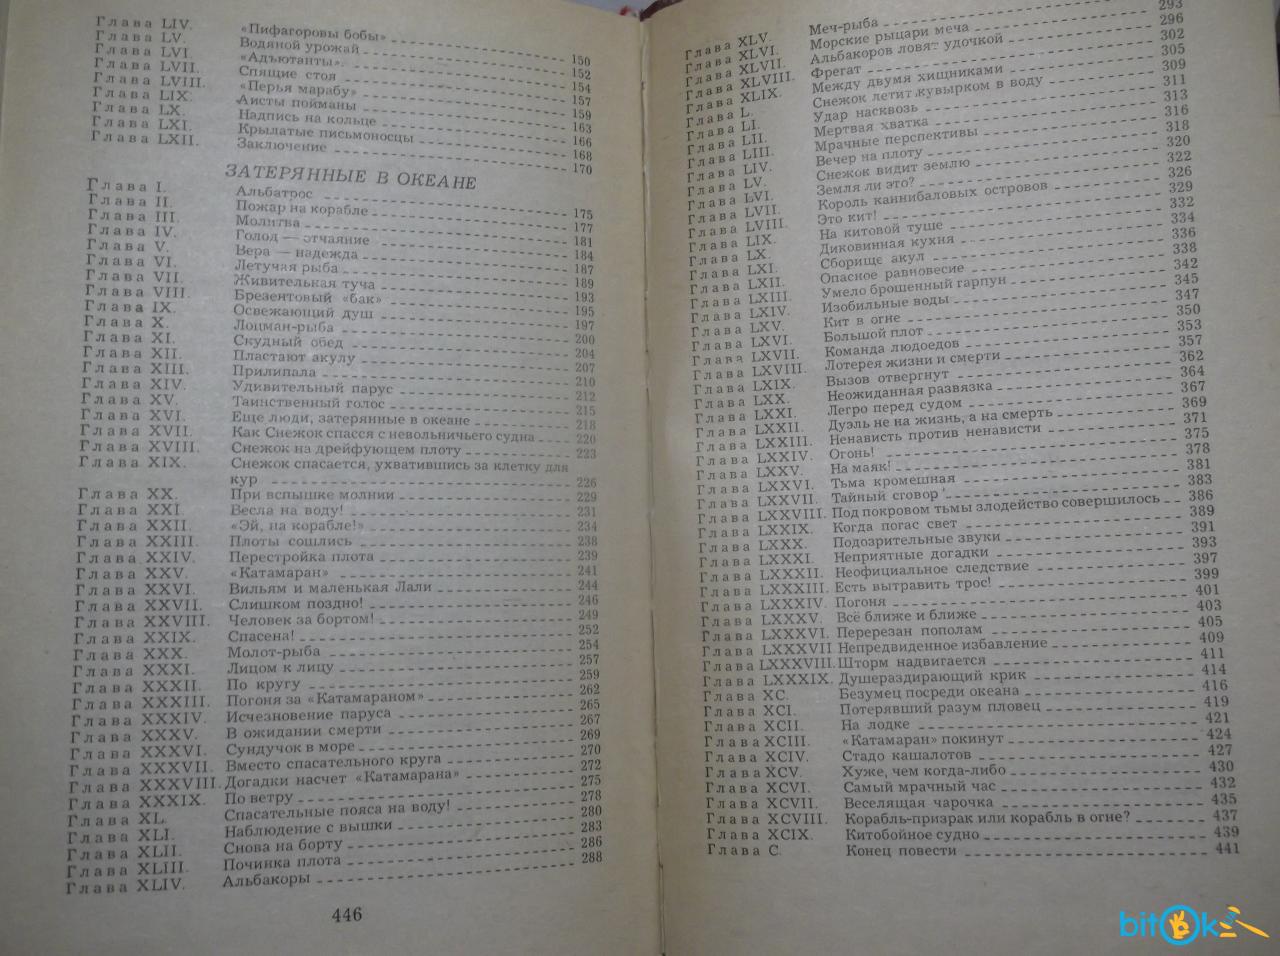 Глава LIV. «Пифагоровы бобы» 150
Глава LV. Водяной урожай 152
Глава LVI. «Адъютанты». 154
Глава LVII. Спящие стоя 157
Глава LVIII. «Перья марабу» 159
Глава LIX. Аисты пойманы 163
Глава LX. Надпись на кольце 166
Глава LXI. Крылатые письмоносцы 168
Глава LXII. Заключение 170
ЗАТЕРЯННЫЕ В ОКЕАНЕ
Глава I. Альбатрос 175
Глава II. Пожар на корабле 177
Глава III. Молитва 181
Глава IV. Голод — отчаяние 184
Глава V. Вера — надежда 187
Глава VI. Летучая рыба 189
Глава VII. Живительная туча 193
Глава VIII. Брезентовый «бак» 195
Глава IX. Освежающий душ 197
Глава X. Лоцман-рыба 200
Глава XI. Скудный обед 204
Глава XII. Пластают акулу 207
Глава XIII. Прилипала 210
Глава XIV. Удивительный парус 212
Глава XV. Таинственный голос 215
Глава XVI. Еще люди, затерянные в океане 218
Глава XVII. Как Снежок спасся с невольничьего судна 220
Глава XVIII. Снежок на дрейфующем плоту 223
Глава XIX. Снежок спасается, ухватившись за клетку для
кур 226
Глава XX. При вспышке молнии 229
Глава XXI. Весла на воду! 231
Глава XXII. «Эй, на корабле!» 234
Глава XXIII. Плоты сошлись 238
Глава XXIV. Перестройка плота 239
Глава XXV. «Катамаран» 241
Глава XXVI. Вильям и маленькая Лали 244
Глава XXVII. Слишком поздно! 246
Глава XXVIII. Человек за бортом! 249
Глава XXIX. Спасена! 252
Глава XXX. Молот-рыба 254
Глава XXXI. Лицом к лицу 257
Глава XXXII. По кругу 259
Глава XXXIII. Погоня за «Катамараном» 262
Глава XXXIV. Исчезновение паруса 265
Глава XXXV. В ожидании смерти 267
Глава XXXVI. Сундучок в море 269
Глава XXXVII. Вместо спасательного круга 270
Глава XXXVIII. Догадки насчет «Катамарана» 272
Глава XXXIX. По ветру 275
Глава XL. Спасательные пояса на воду! 278
Глава XLI. Наблюдение с вышки 280
Глава XLII. Снова на борту 283
Глава XLIII. Починка плота 286
Глава XLIV. Альбакоры 288
446
Глава XLV. Меч-рыба
Глава XLVI. Морские рыцари меча 293
Глава XLVII. Альбакоров ловят удочкой 296
Глава XLVIII. Фрегат 302
Глава XLIX. Между двумя хищниками 305
Глава L. Снежок летит кувырком в воду 309
Глава LI. Удар насквозь 311
Глава LII. Мертвая хватка 313
Глава LIII. Мрачные перспективы 316
Глава LIV. Вечер на плоту 318
Глава LV. Снежок видит землю 320
Глава LVI. Земля ли это? 322
Глава LVII. Король каннибаловых островов 326
Глава LVIII. Это кит! 329
Глава LIX. На китовой туше 332
Глава LX. Диковинная кухня 334
Глава LXI. Сборище акул 336
Глава LXII. Опасное равновесие 338
Глава LXIII. Умело брошенный гарпун 342
Глава LXIV. Изобильные воды 345
Глава LXV. Кит в огне 347
Глава LXVI. Большой плот 350
Глава LXVII. Команда людоедов 353
Глава LXVIII. Лотерея жизни и смерти 357
Глава LXIX. Вызов отвергнут 362
Глава LXX. Неожиданная развязка 364
Глава LXXI. Легро перед судом 367
Глава LXXII. Дуэль не на жизнь, а на смерть 369
Глава LXXIII. Ненависть против ненависти 371
Глава LXXIV. Огонь! 375
Глава LXXV. На маяк! 378
Глава LXXVI. Тьма кромешная 381
Глава LXXVII. Тайный сговор 383
Глава LXXVIII. Под покровом тьмы злодейство совершилось 386
Глава LXXIX. Когда погас свет 389
Глава LXXX. Подозрительные звуки 391
Глава LXXXI. Неприятные догадки 393
Глава LXXXII. Неофициальное следствие 397
Глава LXXXIII. Есть вытравить трос! 399
Глава LXXXIV. Погоня 401
Глава LXXXV. Всё ближе и ближе 403
Глава LXXXVI. Перерезан пополам 405
Глава LXXXVII Непредвиденное избавление 409
Глава LXXXVIII. Шторм надвигается 411
Глава LXXXIX. Душераздирающий крик 414
Глава XC. Безумец посреди океана 416
Глава XCI. Потерявший разум пловец 419
Глава XCII. На лодке 421
Глава XCIII. «Катамаран» покинут 424
Глава XCIV. Стадо кашалотов 427
Глава XCV. Хуже, чем когда-либо 430
Глава XCVI. Самый мрачный час 432
Глава XCVII. Веселящая чарочка 435
Глава XCVIII. Корабль-призрак или корабль в огне? 437
Глава XCIX. Китобойное судно 439
Глава C. Конец повести 441